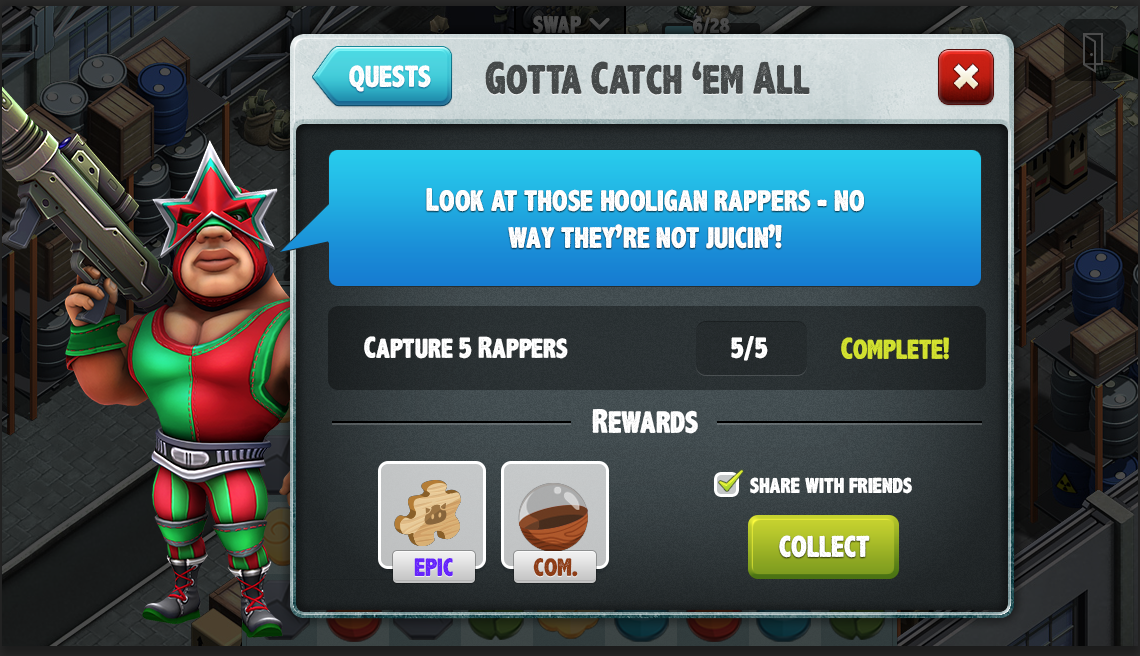 SWAP
6/28
QUESTS
GOTTA CATCH ‘EM ALL
LOOK AT THOSE HOOLIGAN RAPPERS - NO
WAY THEY’RE NOT JUICIN’!
CAPTURE 5 RAPPERS
5/5
COMPLETE!
REWARDS
EPIC
COM.
SHARE WITH FRIENDS
COLLECT